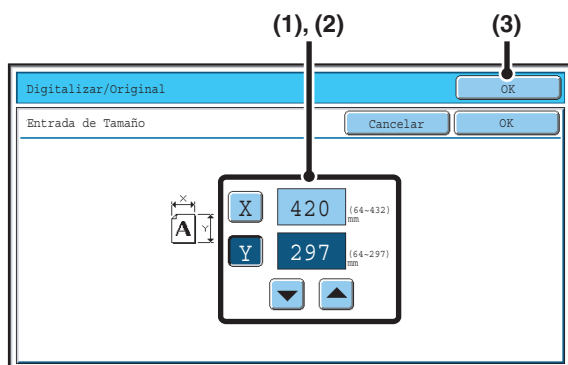 (1), (2) (3)
Digitalizar/Original OK
Entrada de Tamaño Cancelar OK
X 420 (64~432)
mm
X
A Y
Y 297 (64~297)
mm